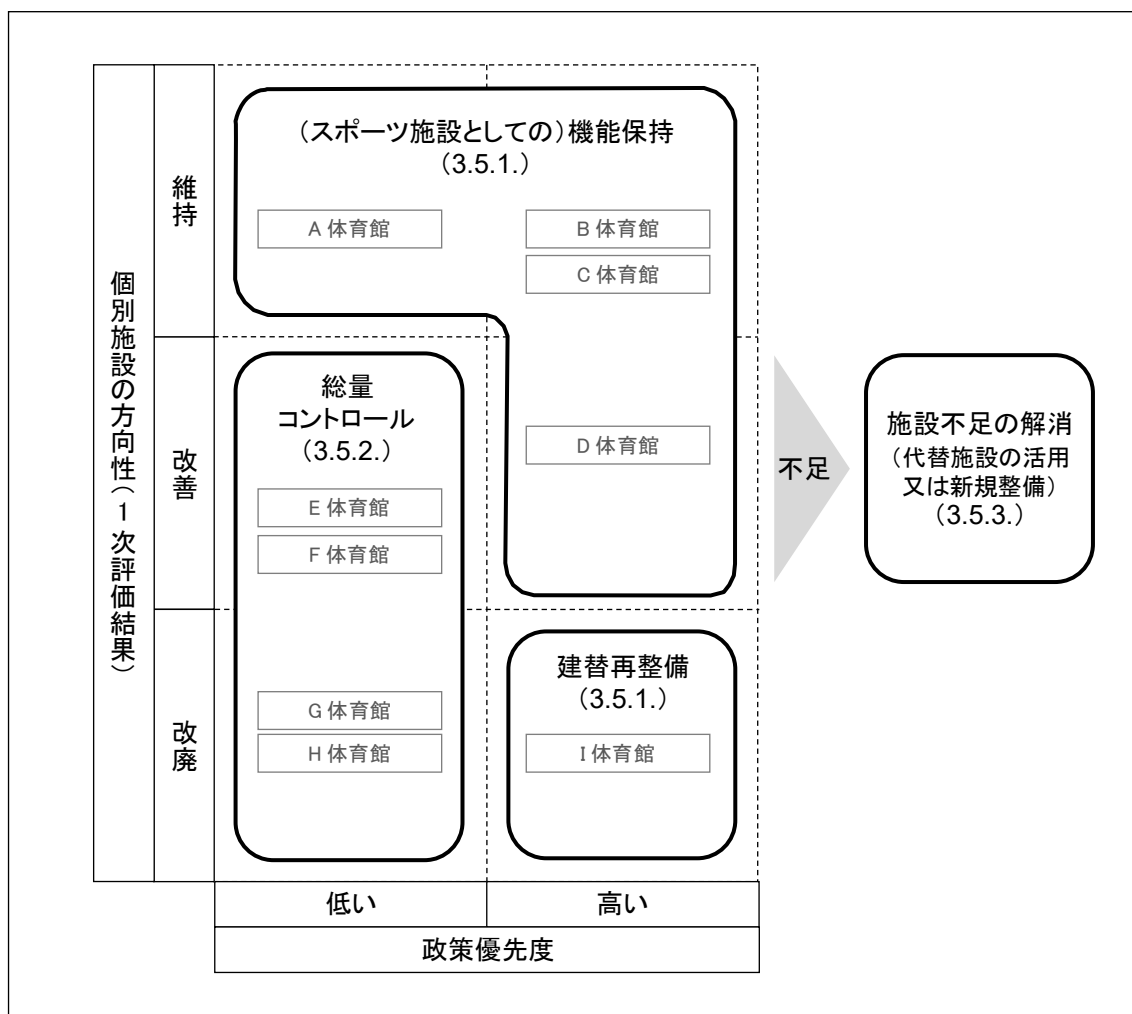 個別施設の方向性（１次評価結果）
維持
改善
改廃
（スポーツ施設としての）機能保持
（3.5.1.）
A 体育館
B 体育館
C 体育館
D 体育館
総量
コントロール
（3.5.2.）
E 体育館
F 体育館
G 体育館
H 体育館
建替再整備
（3.5.1.）
I 体育館
不足
施設不足の解消
（代替施設の活用
又は新規整備）
（3.5.3.）
低い
高い
政策優先度